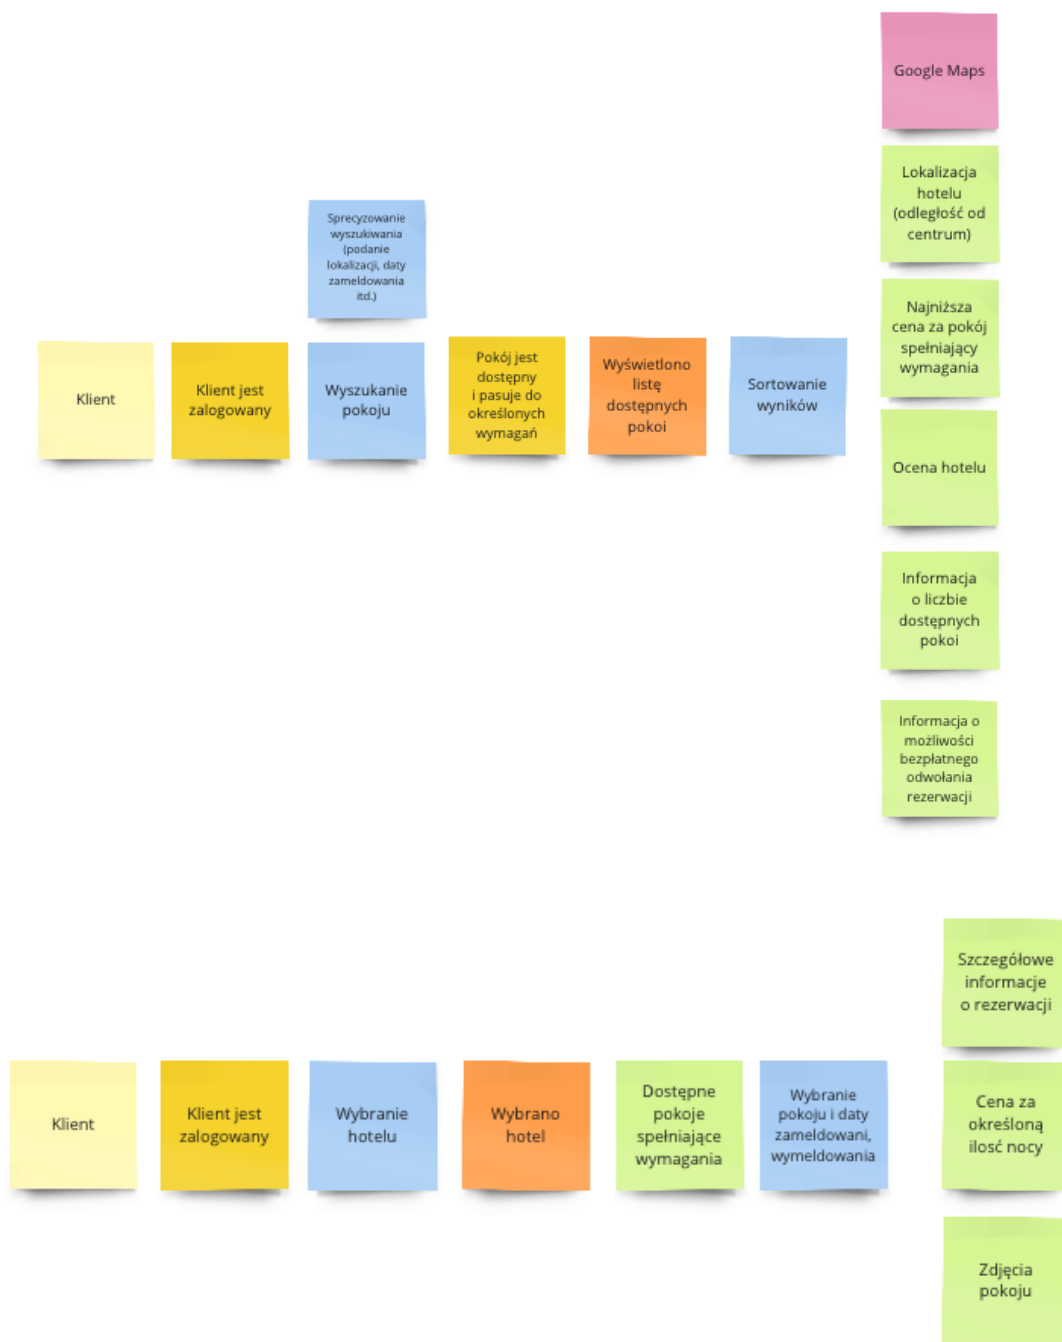 Google Maps
Lokalizacja
hotelu
(odległość od
centrum)
Sprecyzowanie
wyszukiwania
(podanie
lokalizacji, daty
zameldowania
itd.)
Najniższa
cena za pokój
spełniający
wymagania
Klient
Klient jest
zalogowany
Wyszukanie
pokoju
Pokój jest
dostępny
i pasuje do
określonych
wymagań
Wyświetlono
listę
dostępnych
pokoi
Sortowanie
wyników
Ocena hotelu
Informacja
o liczbie
dostępnych
pokoi
Informacja o
możliwości
bezpłatnego
odwołania
rezerwacji
Szczegółowe
informacje
o rezerwacji
Klient
Klient jest
zalogowany
Wybranie
hotelu
Wybrano
hotel
Dostępne
pokoje
spełniające
wymagania
Wybranie
pokoju i daty
zameldowani,
wymeldowania
Cena za
określoną
ilosć nocy
Zdjęcia
pokoju